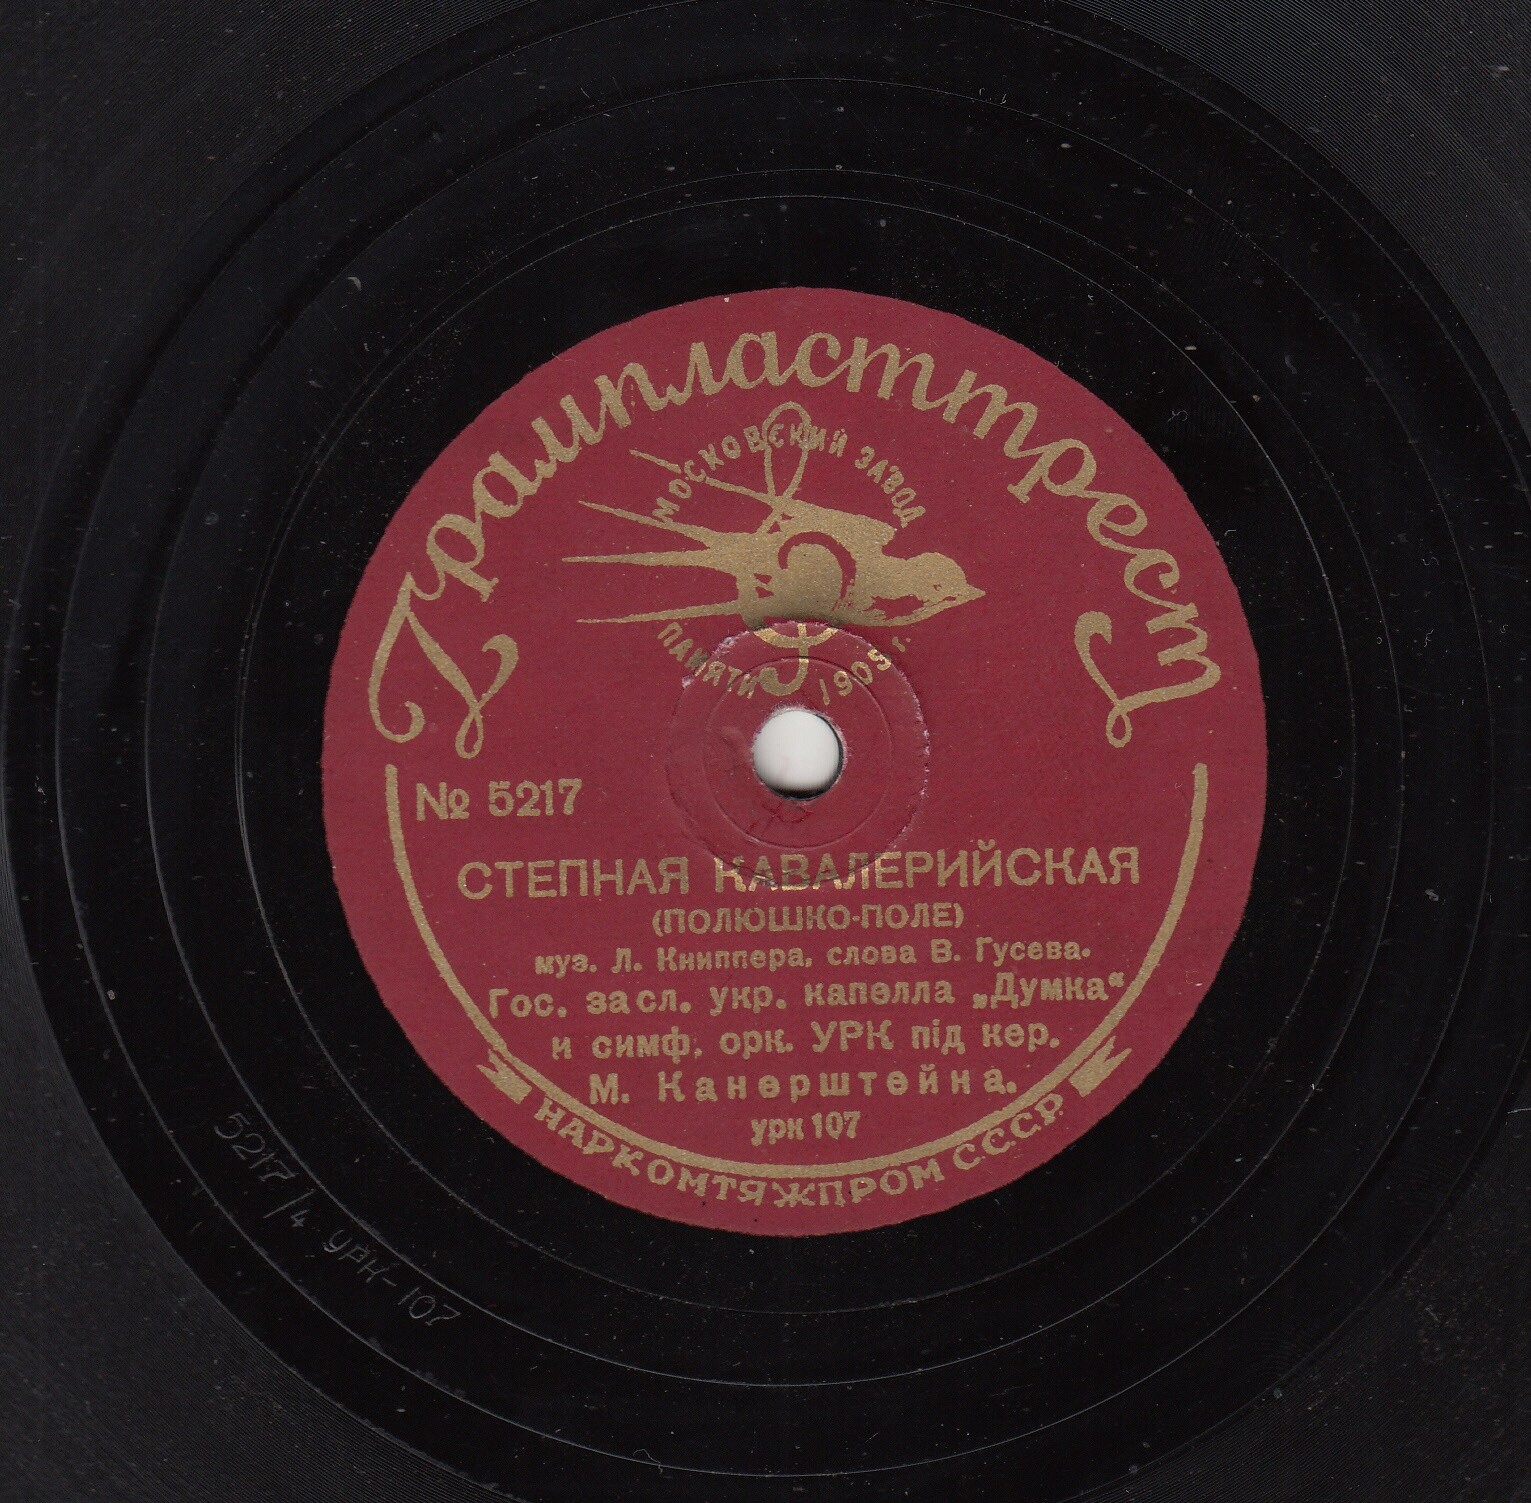 Грампласттрест
МОСКОВСКИЙ ЗАВОД
ПАМЯТИ 1905 г.
№ 5217
СТЕПНАЯ КАВАЛЕРИЙСКАЯ
(ПОЛЮШКО-ПОЛЕ)
муз. Л. Книппера, слова В. Гусева.
Гос. засл. укр. капелла „Думка“
и симф. орк. УРК під кер.
М. Канерштейна.
урк 107
НАРКОМТЯЖПРОМ С.С.С.Р.
5217/4 УРК-107